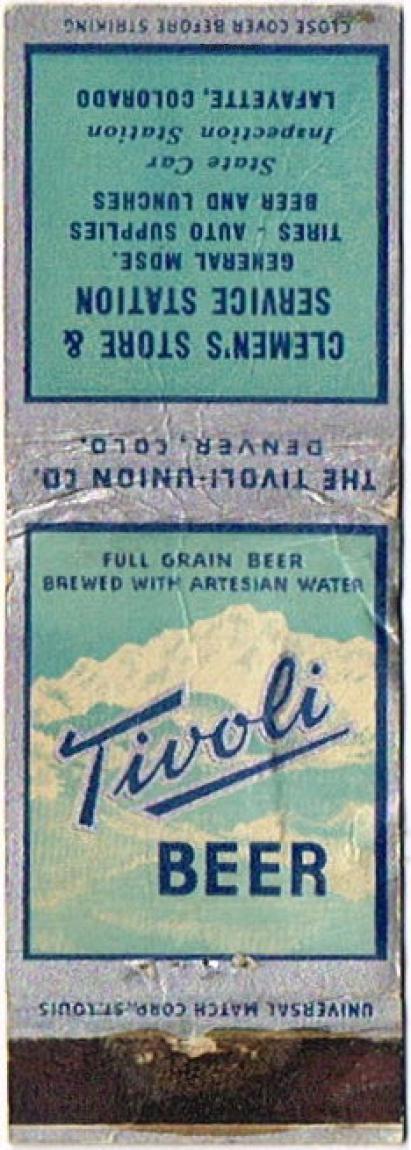 CLOSE COVER BEFORE STRIKING
CLEMEN'S STORE &
SERVICE STATION
GENERAL MDSE.
TIRES - AUTO SUPPLIES
BEER AND LUNCHES
State Car
Inspection Station
LAFAYETTE, COLORADO
THE TIVOLI-UNION CO.
DENVER, COLO.
FULL GRAIN BEER
BREWED WITH ARTESIAN WATER
Tivoli
BEER
UNIVERSAL MATCH CORP., ST. LOUIS